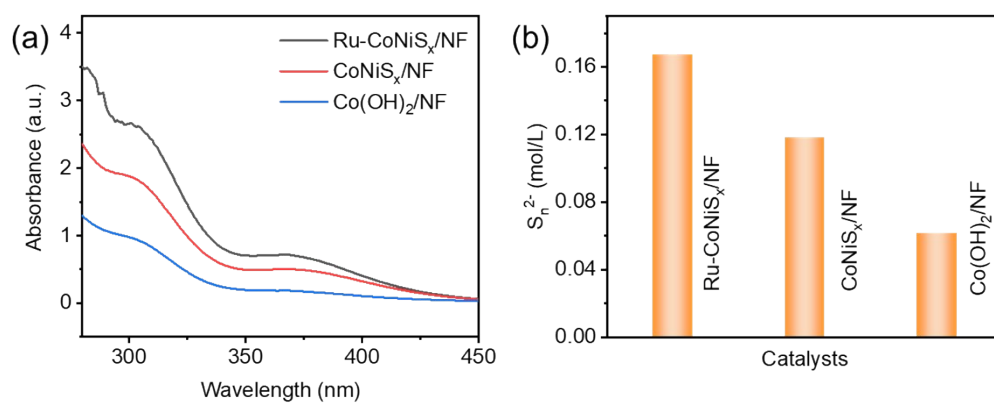 (a)
Absorbance (a.u.)
4
3
2
1
0
300
350
400
450
Wavelength (nm)
Ru-CoNiSₓ/NF
CoNiSₓ/NF
Co(OH)₂/NF
(b)
Sₙ²⁻ (mol/L)
0.16
0.12
0.08
0.04
0.00
Ru-CoNiSₓ/NF
CoNiSₓ/NF
Co(OH)₂/NF
Catalysts